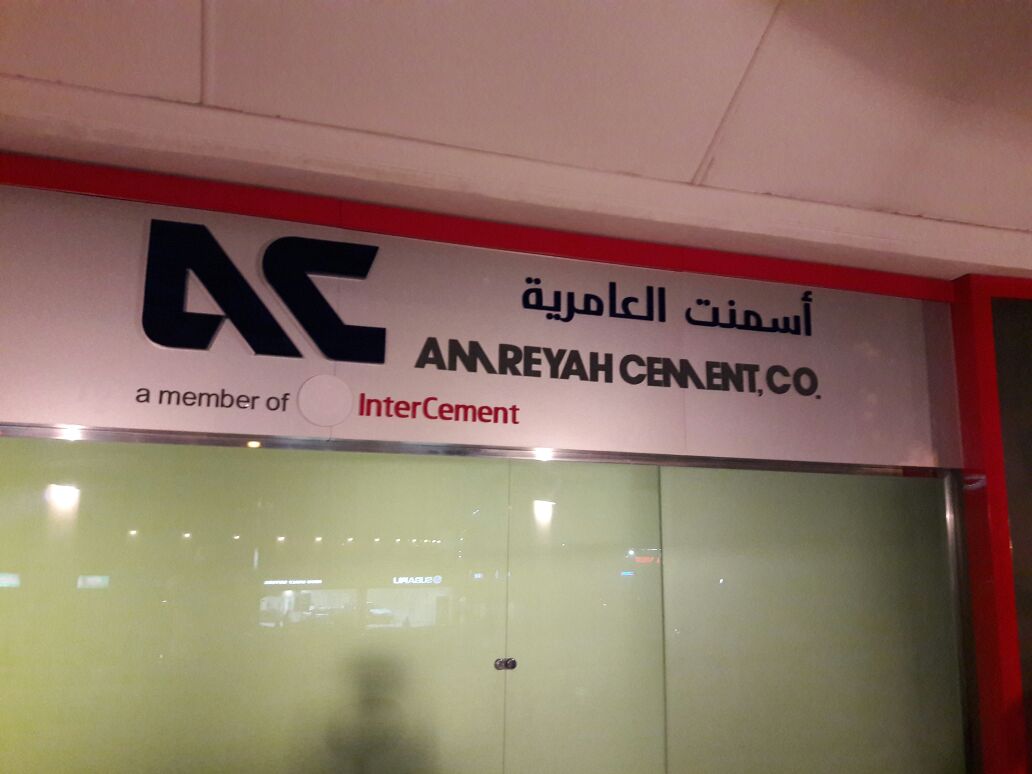 AC
أسمنت العامرية
AMREYAH CEMENT, CO.
a member of InterCement